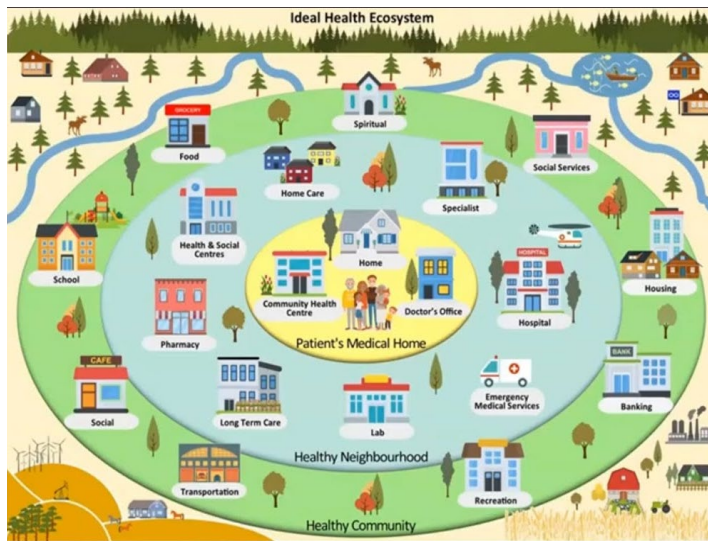 Ideal Health Ecosystem
GROCERY
Food
Spiritual
Social Services
Home Care
Specialist
Health & Social
Centres
School
Home
Community Health
Centre
Doctor's Office
HOSPITAL
Hospital
Housing
Pharmacy
Patient's Medical Home
CAFE
Social
Long Term Care
Lab
Emergency
Medical Services
BANK
Banking
Healthy Neighbourhood
Transportation
Recreation
Healthy Community